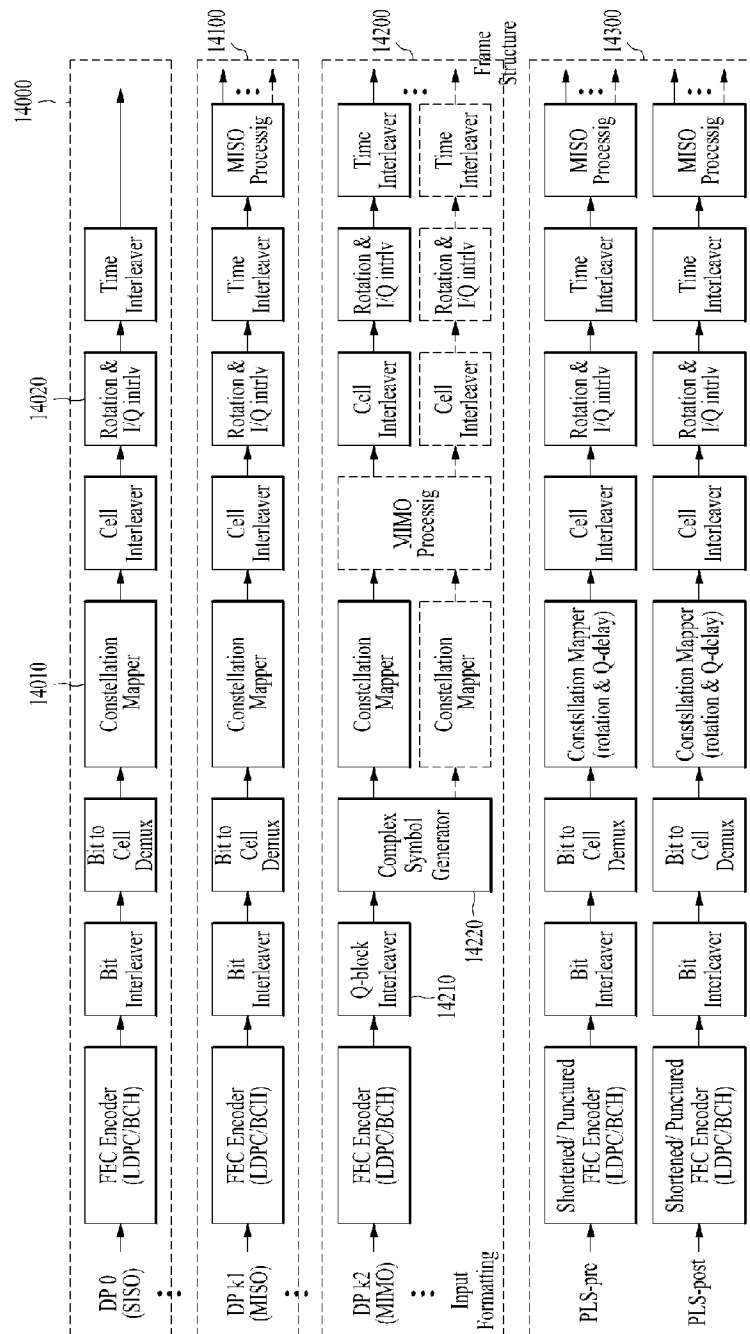 14000
DP 0
(SISO)
FEC Encoder
(LDPC/BCH)
Bit
Interleaver
Bit to
Cell
Demux
14010
Constellation
Mapper
Cell
Interleaver
14020
Rotation &
I/Q intrlv
Time
Interleaver
14100
DP k1
(MISO)
FEC Encoder
(LDPC/BCH)
Bit
Interleaver
Bit to
Cell
Demux
Constellation
Mapper
Cell
Interleaver
Rotation &
I/Q intrlv
Time
Interleaver
MISO
Processig
14200
DP k2
(MIMO)
FEC Encoder
(LDPC/BCH)
Q-block
Interleaver
14210
Complex
Symbol
Generator
14220
Constellation
Mapper
Constellation
Mapper
MIMO
Processig
Cell
Interleaver
Rotation &
I/Q intrlv
Time
Interleaver
Cell
Interleaver
Rotation &
I/Q intrlv
Time
Interleaver
Input
Formatting
Frame
Structure
14300
PLS-pre
Shortened/ Punctured
FEC Encoder
(LDPC/BCH)
Bit
Interleaver
Bit to
Cell
Demux
Constsllation Mapper
(rotation & Q-delay)
Cell
Interleaver
Rotation &
I/Q intrlv
Time
Interleaver
MISO
Processig
PLS-post
Shortened/ Punctured
FEC Encoder
(LDPC/BCH)
Bit
Interleaver
Bit to
Cell
Demux
Constsllation Mapper
(rotation & Q-delay)
Cell
Interleaver
Rotation &
I/Q intrlv
Time
Interleaver
MISO
Processig